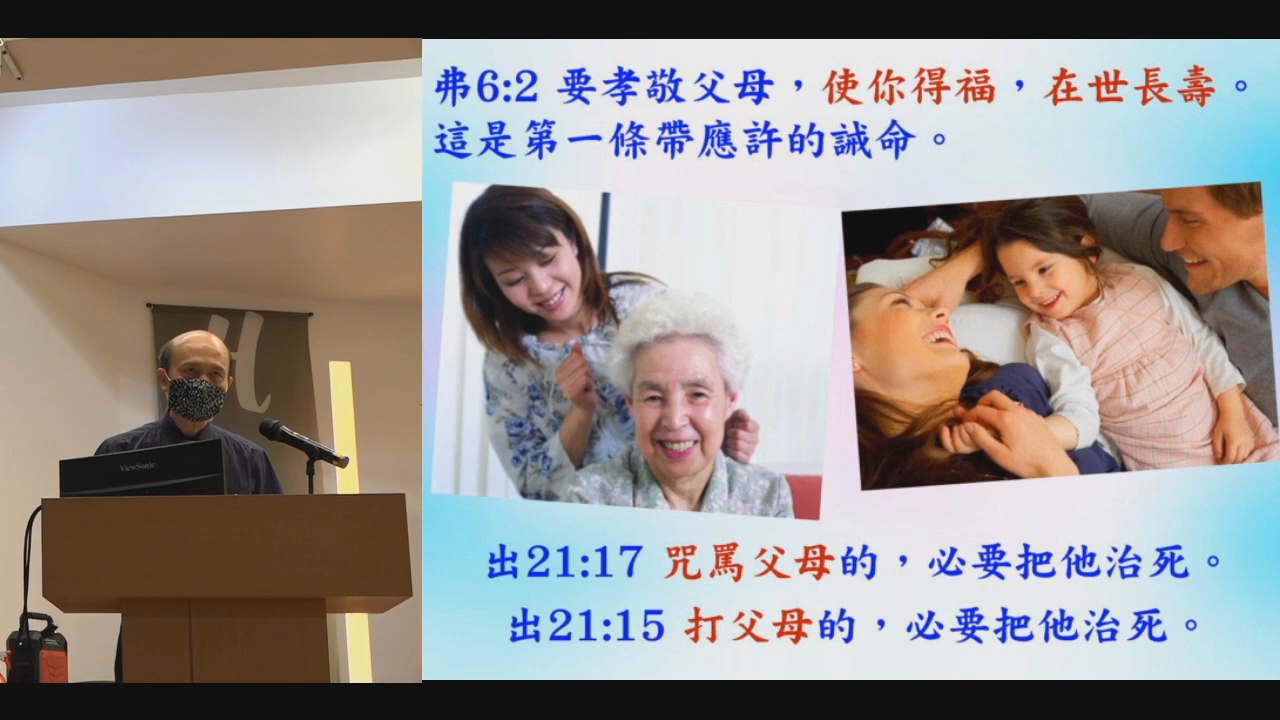 弗6:2 要孝敬父母，使你得福，在世長壽。
這是第一條帶應許的誡命。
出21:17 咒罵父母的，必要把他治死。
出21:15 打父母的，必要把他治死。
ViewSonic
H